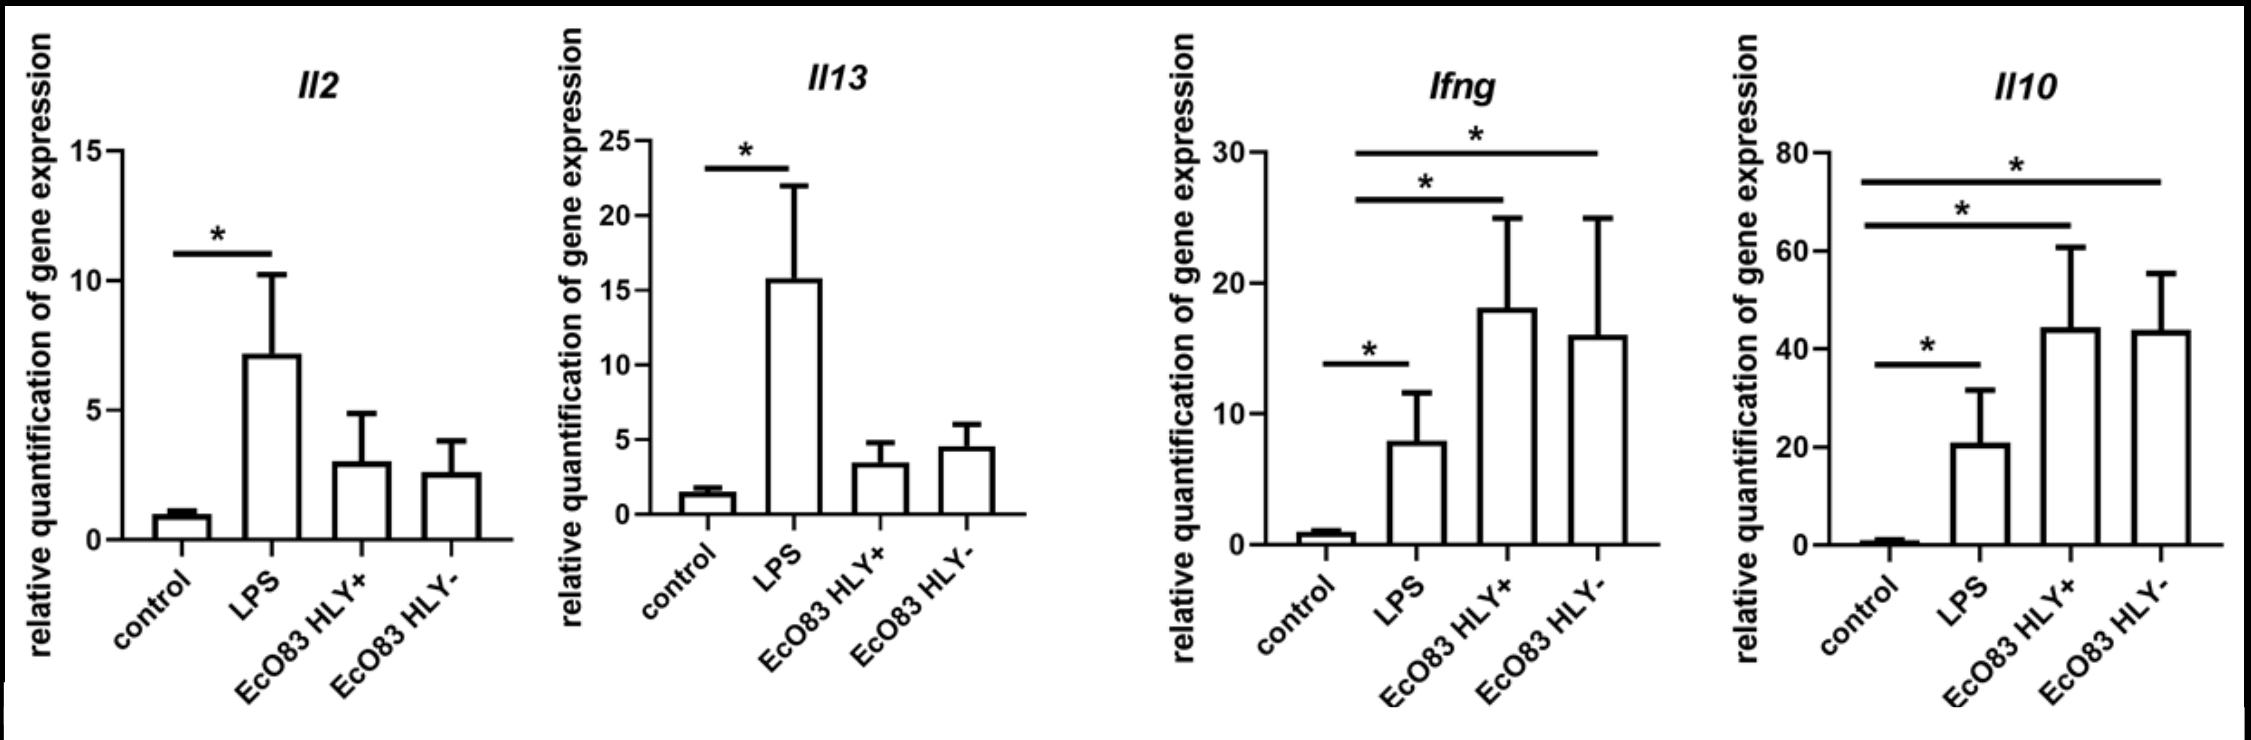 relative quantification of gene expression
Il2
*
15
10
5
0
control
LPS
EcO83 HLY+
EcO83 HLY-
relative quantification of gene expression
Il13
*
25
20
15
10
5
0
control
LPS
EcO83 HLY+
EcO83 HLY-
relative quantification of gene expression
Ifng
*
*
*
30
20
10
0
control
LPS
EcO83 HLY+
EcO83 HLY-
relative quantification of gene expression
Il10
*
*
*
80
60
40
20
0
control
LPS
EcO83 HLY+
EcO83 HLY-